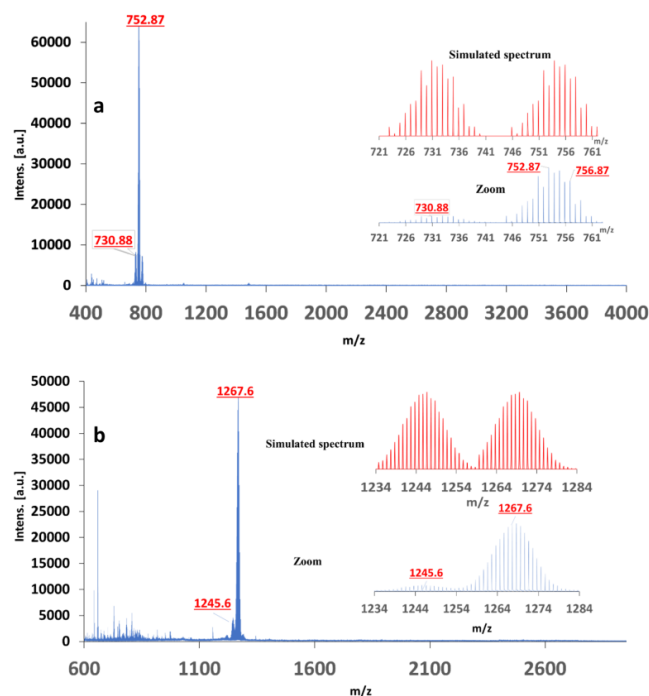 752.87
60000
50000
40000
30000
20000
10000
0
Intens. [a.u.]
a
730.88
400 800 1200 1600 2000 2400 2800 3200 3600 4000
m/z
Simulated spectrum
721 726 731 736 741 746 751 756 761
m/z
752.87 756.87
Zoom
730.88
721 726 731 736 741 746 751 756 761
m/z
50000
45000
40000
35000
30000
25000
20000
15000
10000
5000
0
Intens. [a.u.]
b
1267.6
1245.6
600 1100 1600 2100 2600
m/z
Simulated spectrum
1234 1244 1254 1264 1274 1284
m/z
1267.6
Zoom
1245.6
1234 1244 1254 1264 1274 1284
m/z